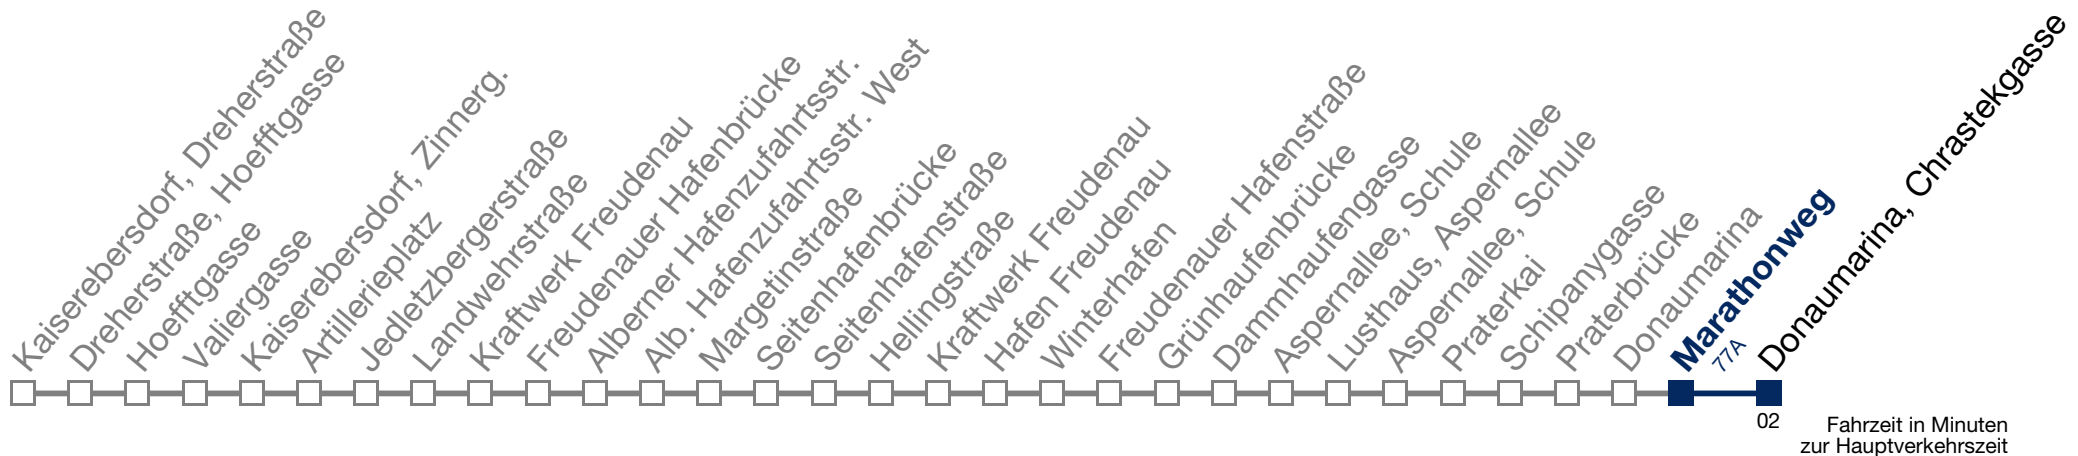 Kaiserebersdorf, Dreherstraße
Dreherstraße, Hoefftgasse
Hoefftgasse
Valiergasse
Kaiserebersdorf, Zinnerg.
Artillerieplatz
Jedletzbergerstraße
Landwehrstraße
Kraftwerk Freudenau
Freudenauer Hafenbrücke
Alberner Hafenzufahrtsstr.
Alb. Hafenzufahrtsstr. West
Margetinstraße
Seitenhafenbrücke
Seitenhafenstraße
Hellingstraße
Kraftwerk Freudenau
Hafen Freudenau
Winterhafen
Freudenauer Hafenstraße
Grünhaufenbrücke
Dammhaufengasse
Aspernallee, Schule
Lusthaus, Aspernallee
Aspernallee, Schule
Praterkai
Schipanygasse
Praterbrücke
Donaumarina
Marathonweg
77A
Donaumarina, Chrastekgasse
02
Fahrzeit in Minuten
zur Hauptverkehrszeit